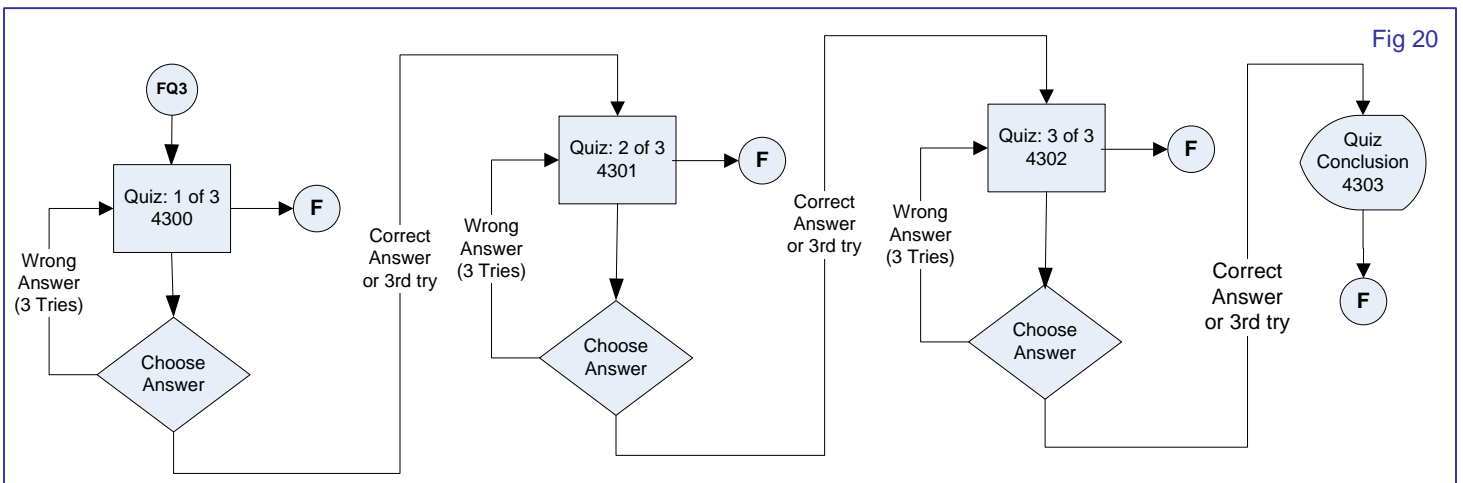 Fig 20
FQ3
Quiz: 1 of 3
4300
F
Wrong
Answer
(3 Tries)
Choose
Answer
Correct
Answer
or 3rd try
Quiz: 2 of 3
4301
F
Wrong
Answer
(3 Tries)
Choose
Answer
Correct
Answer
or 3rd try
Quiz: 3 of 3
4302
F
Wrong
Answer
(3 Tries)
Choose
Answer
Correct
Answer
or 3rd try
Quiz
Conclusion
4303
F